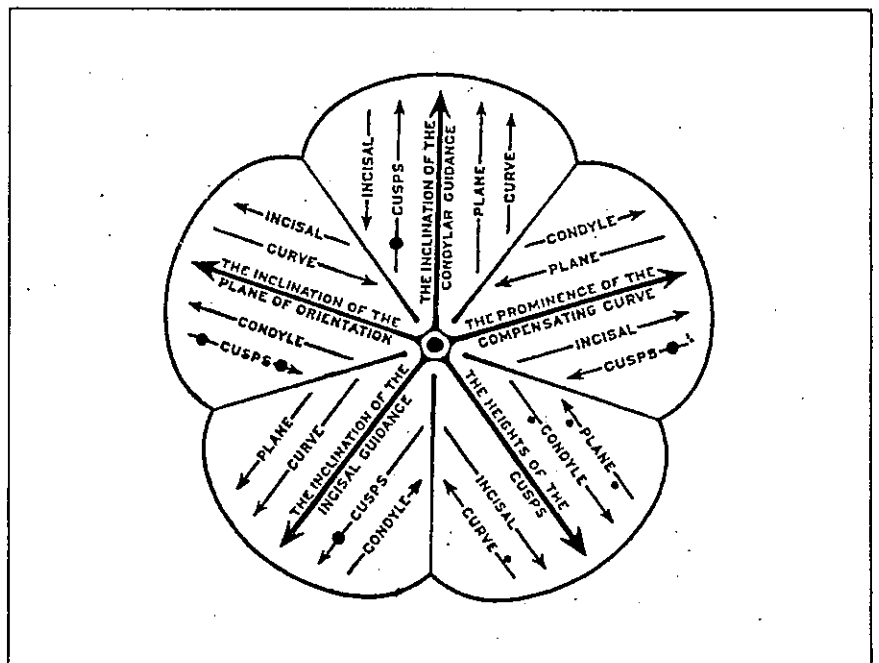 INCISAL
CUSPS
THE INCLINATION OF THE
CONDYLAR GUIDANCE
PLANE
CURVE
CONDYLE
PLANE
THE PROMINENCE OF THE
COMPENSATING CURVE
INCISAL
CUSPS
PLANE
CONDYLE
THE HEIGHTS OF THE
CUSPS
INCISAL
CURVE
THE INCLINATION OF THE
INCISAL GUIDANCE
PLANE
CURVE
CUSPS
CONDYLE
INCISAL
CURVE
THE INCLINATION OF THE
PLANE OF ORIENTATION
CONDYLE
CUSPS